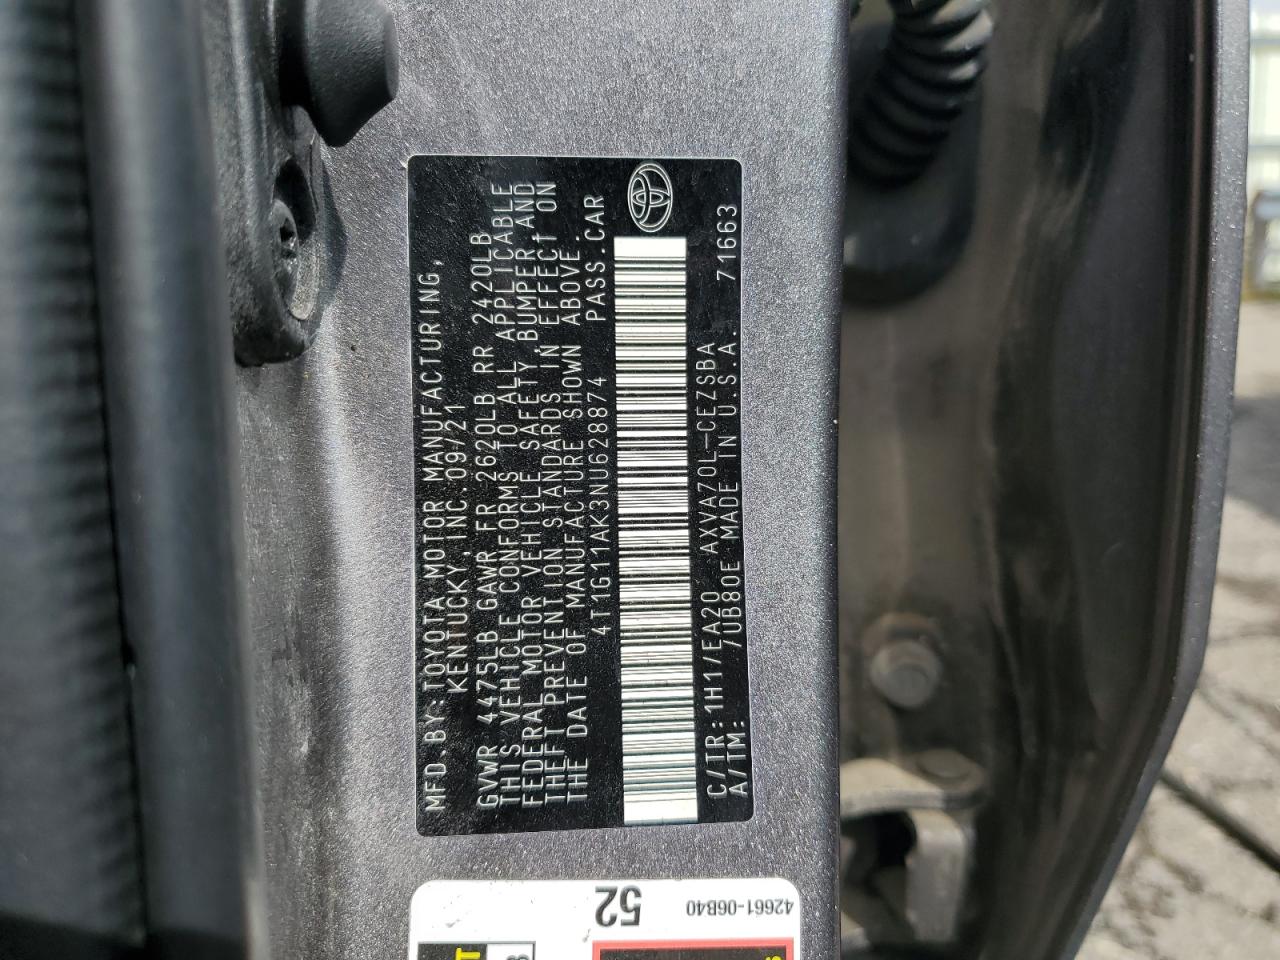 MFD.BY:TOYOTA MOTOR MANUFACTURING,
KENTUCKY, INC. 09/21
GVWR 4475LB GAWR FR 2620LB RR 2420LB
THIS VEHICLE CONFORMS TO ALL APPLICABLE
FEDERAL MOTOR VEHICLE SAFETY, BUMPER AND
THEFT PREVENTION STANDARDS IN EFFECT ON
THE DATE OF MANUFACTURE SHOWN ABOVE.
4T1G11AK3NU628874 PASS.CAR
C/TR: 1H1/EA20 AXVA70L-CEZSBA 71663
A/TM: 70B80E MADE IN U.S.A.
52
42661-06B40